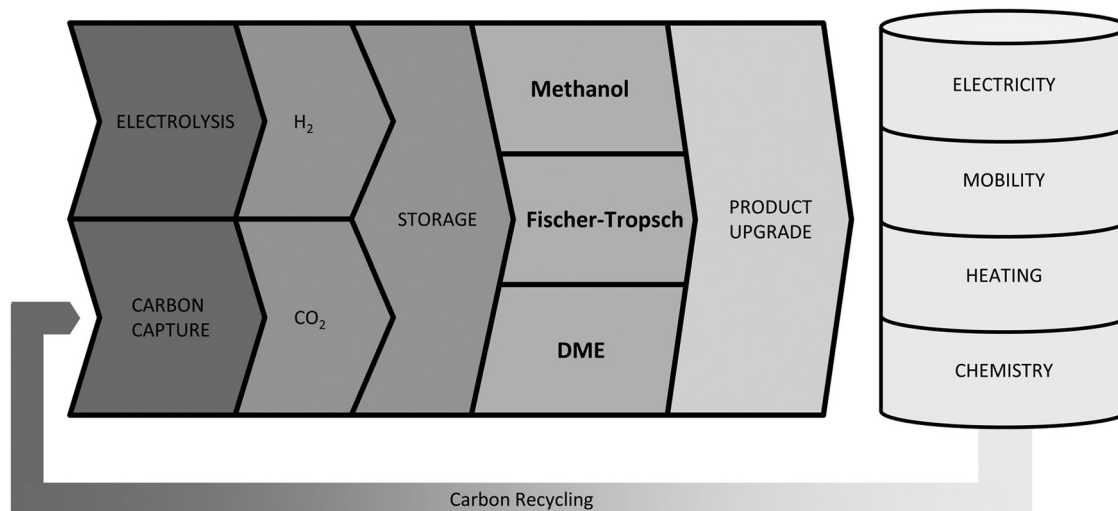 ELECTROLYSIS
H₂
CARBON
CAPTURE
CO₂
STORAGE
Methanol
Fischer-Tropsch
DME
PRODUCT
UPGRADE
ELECTRICITY
MOBILITY
HEATING
CHEMISTRY
Carbon Recycling